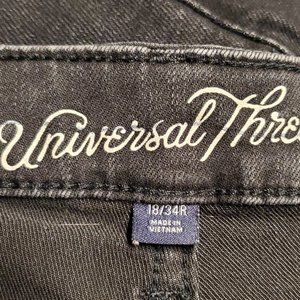 Universal Thre
18/34R
MADE IN
VIETNAM